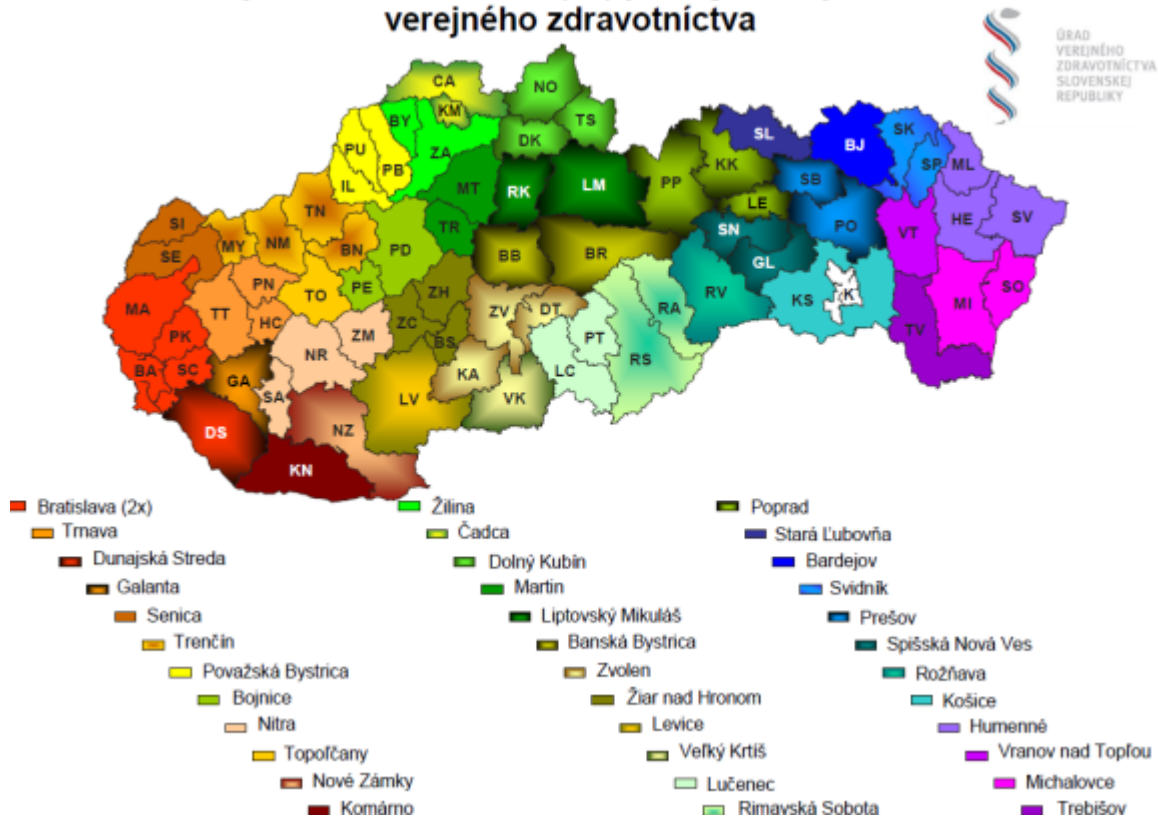 verejného zdravotníctva
ÚRAD
VEREJNÉHO
ZDRAVOTNÍCTVA
SLOVENSKEJ
REPUBLIKY
CA
NO
KM
TS
BY
DK
ZA
PU
PB
IL
MT
RK
LM
PP
KK
SL
BJ
SK
SP
ML
SB
LE
SI
TN
MY
NM
BN
TR
PD
SE
BB
BR
SN
GL
PO
VT
HE
SV
PN
TO
PE
ZH
MA
TT
HC
ZM
ZC
ZV
DT
RA
RV
KS
K
MI
SO
PK
NR
BS
PT
RS
TV
BA
SC
GA
SA
KA
LC
LV
VK
DS
NZ
KN
Bratislava (2x)
Trnava
Dunajská Streda
Galanta
Senica
Trenčín
Považská Bystrica
Bojnice
Nitra
Topoľčany
Nové Zámky
Komárno
Žilina
Čadca
Dolný Kubín
Martin
Liptovský Mikuláš
Banská Bystrica
Zvolen
Žiar nad Hronom
Levice
Veľký Krtíš
Lučenec
Rimavská Sobota
Poprad
Stará Ľubovňa
Bardejov
Svidník
Prešov
Spišská Nová Ves
Rožňava
Košice
Humenné
Vranov nad Topľou
Michalovce
Trebišov